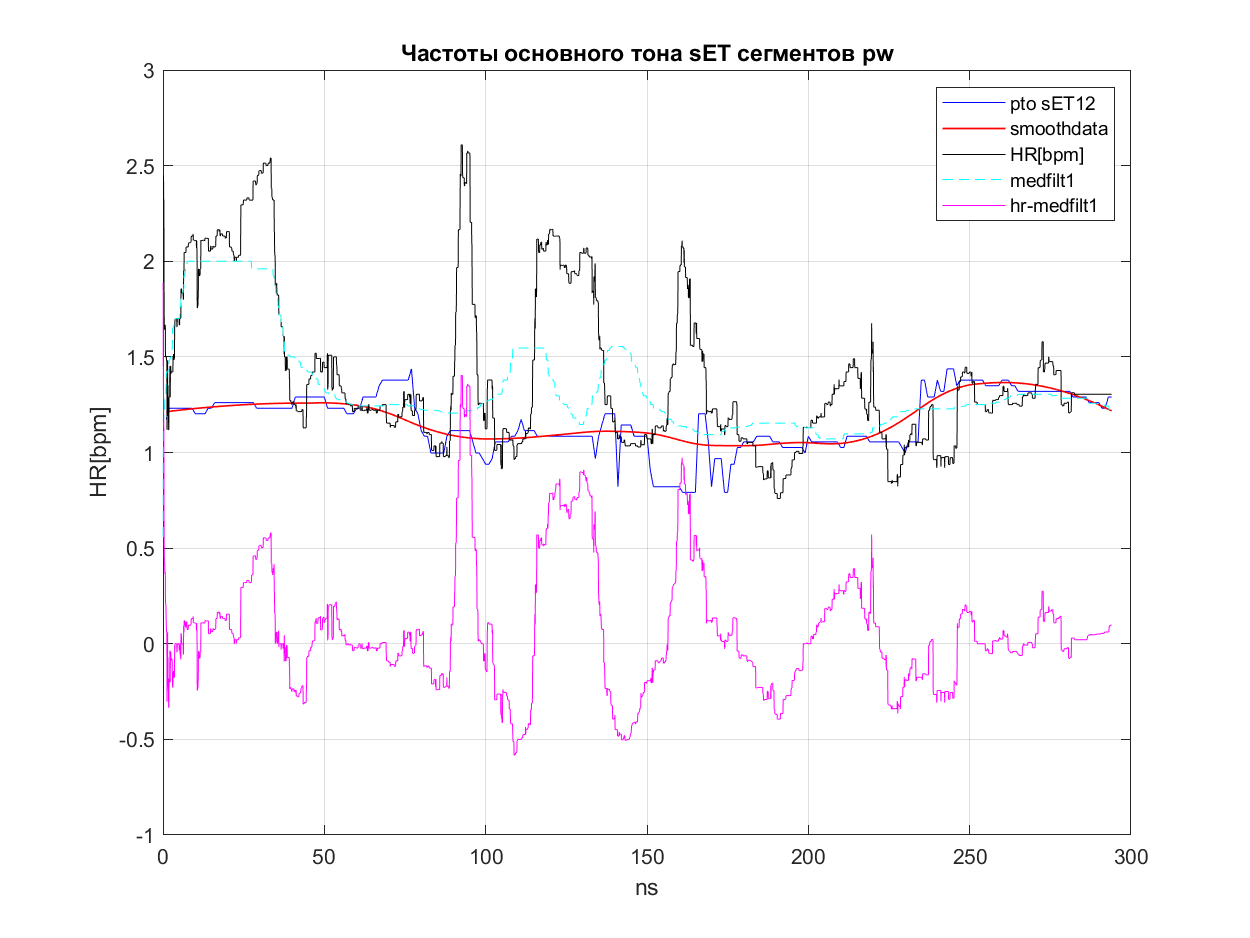 Частоты основного тона sET сегментов pw
3
2.5
2
1.5
1
0.5
0
-0.5
-1
HR[bpm]
pto sET12
smoothdata
HR[bpm]
medfilt1
hr-medfilt1
0 50 100 150 200 250 300
ns